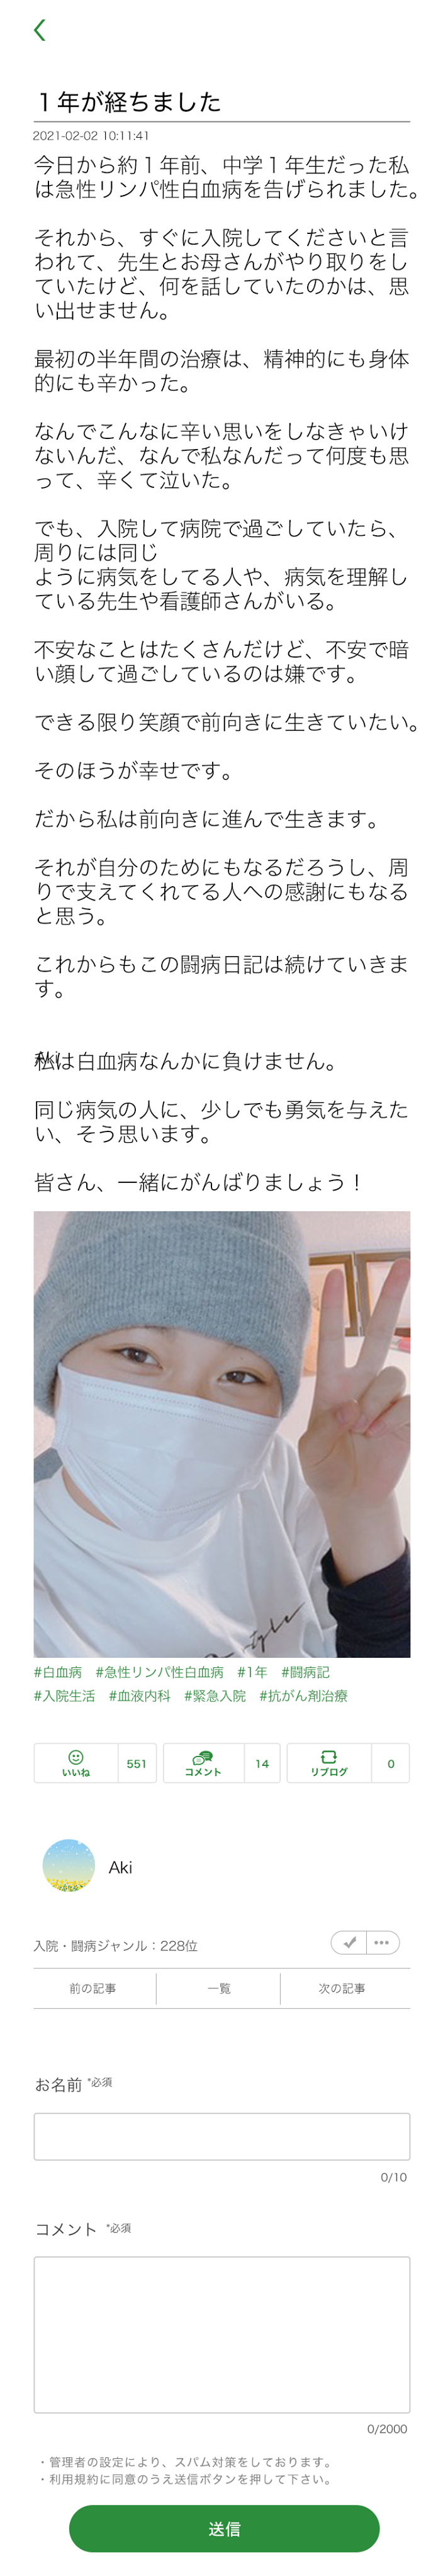 １年が経ちました
2021-02-02 10:11:41
今日から約１年前、中学１年生だった私
は急性リンパ性白血病を告げられました。
それから、すぐに入院してくださいと言
われて、先生とお母さんがやり取りをし
ていたけど、何を話していたのかは、思
い出せません。
最初の半年間の治療は、精神的にも身体
的にも辛かった。
なんでこんなに辛い思いをしなきゃいけ
ないんだ、なんで私なんだって何度も思
って、辛くて泣いた。
でも、入院して病院で過ごしていたら、
周りには同じ
ように病気をしてる人や、病気を理解し
ている先生や看護師さんがいる。
不安なことはたくさんだけど、不安で暗
い顔して過ごしているのは嫌です。
できる限り笑顔で前向きに生きていたい。
そのほうが幸せです。
だから私は前向きに進んで生きます。
それが自分のためにもなるだろうし、周
りで支えてくれてる人への感謝にもなる
と思う。
これからもこの闘病日記は続けていきま
す。
Aki
私は白血病なんかに負けません。
同じ病気の人に、少しでも勇気を与えた
い、そう思います。
皆さん、一緒にがんばりましょう！
style
#白血病 #急性リンパ性白血病 #1年 #闘病記
#入院生活 #血液内科 #緊急入院 #抗がん剤治療
いいね 551 コメント 14 リブログ 0
Aki
入院・闘病ジャンル：228位
前の記事 一覧 次の記事
お名前 *必須
0/10
コメント *必須
0/2000
・管理者の設定により、スパム対策をしております。
・利用規約に同意のうえ送信ボタンを押して下さい。
送信